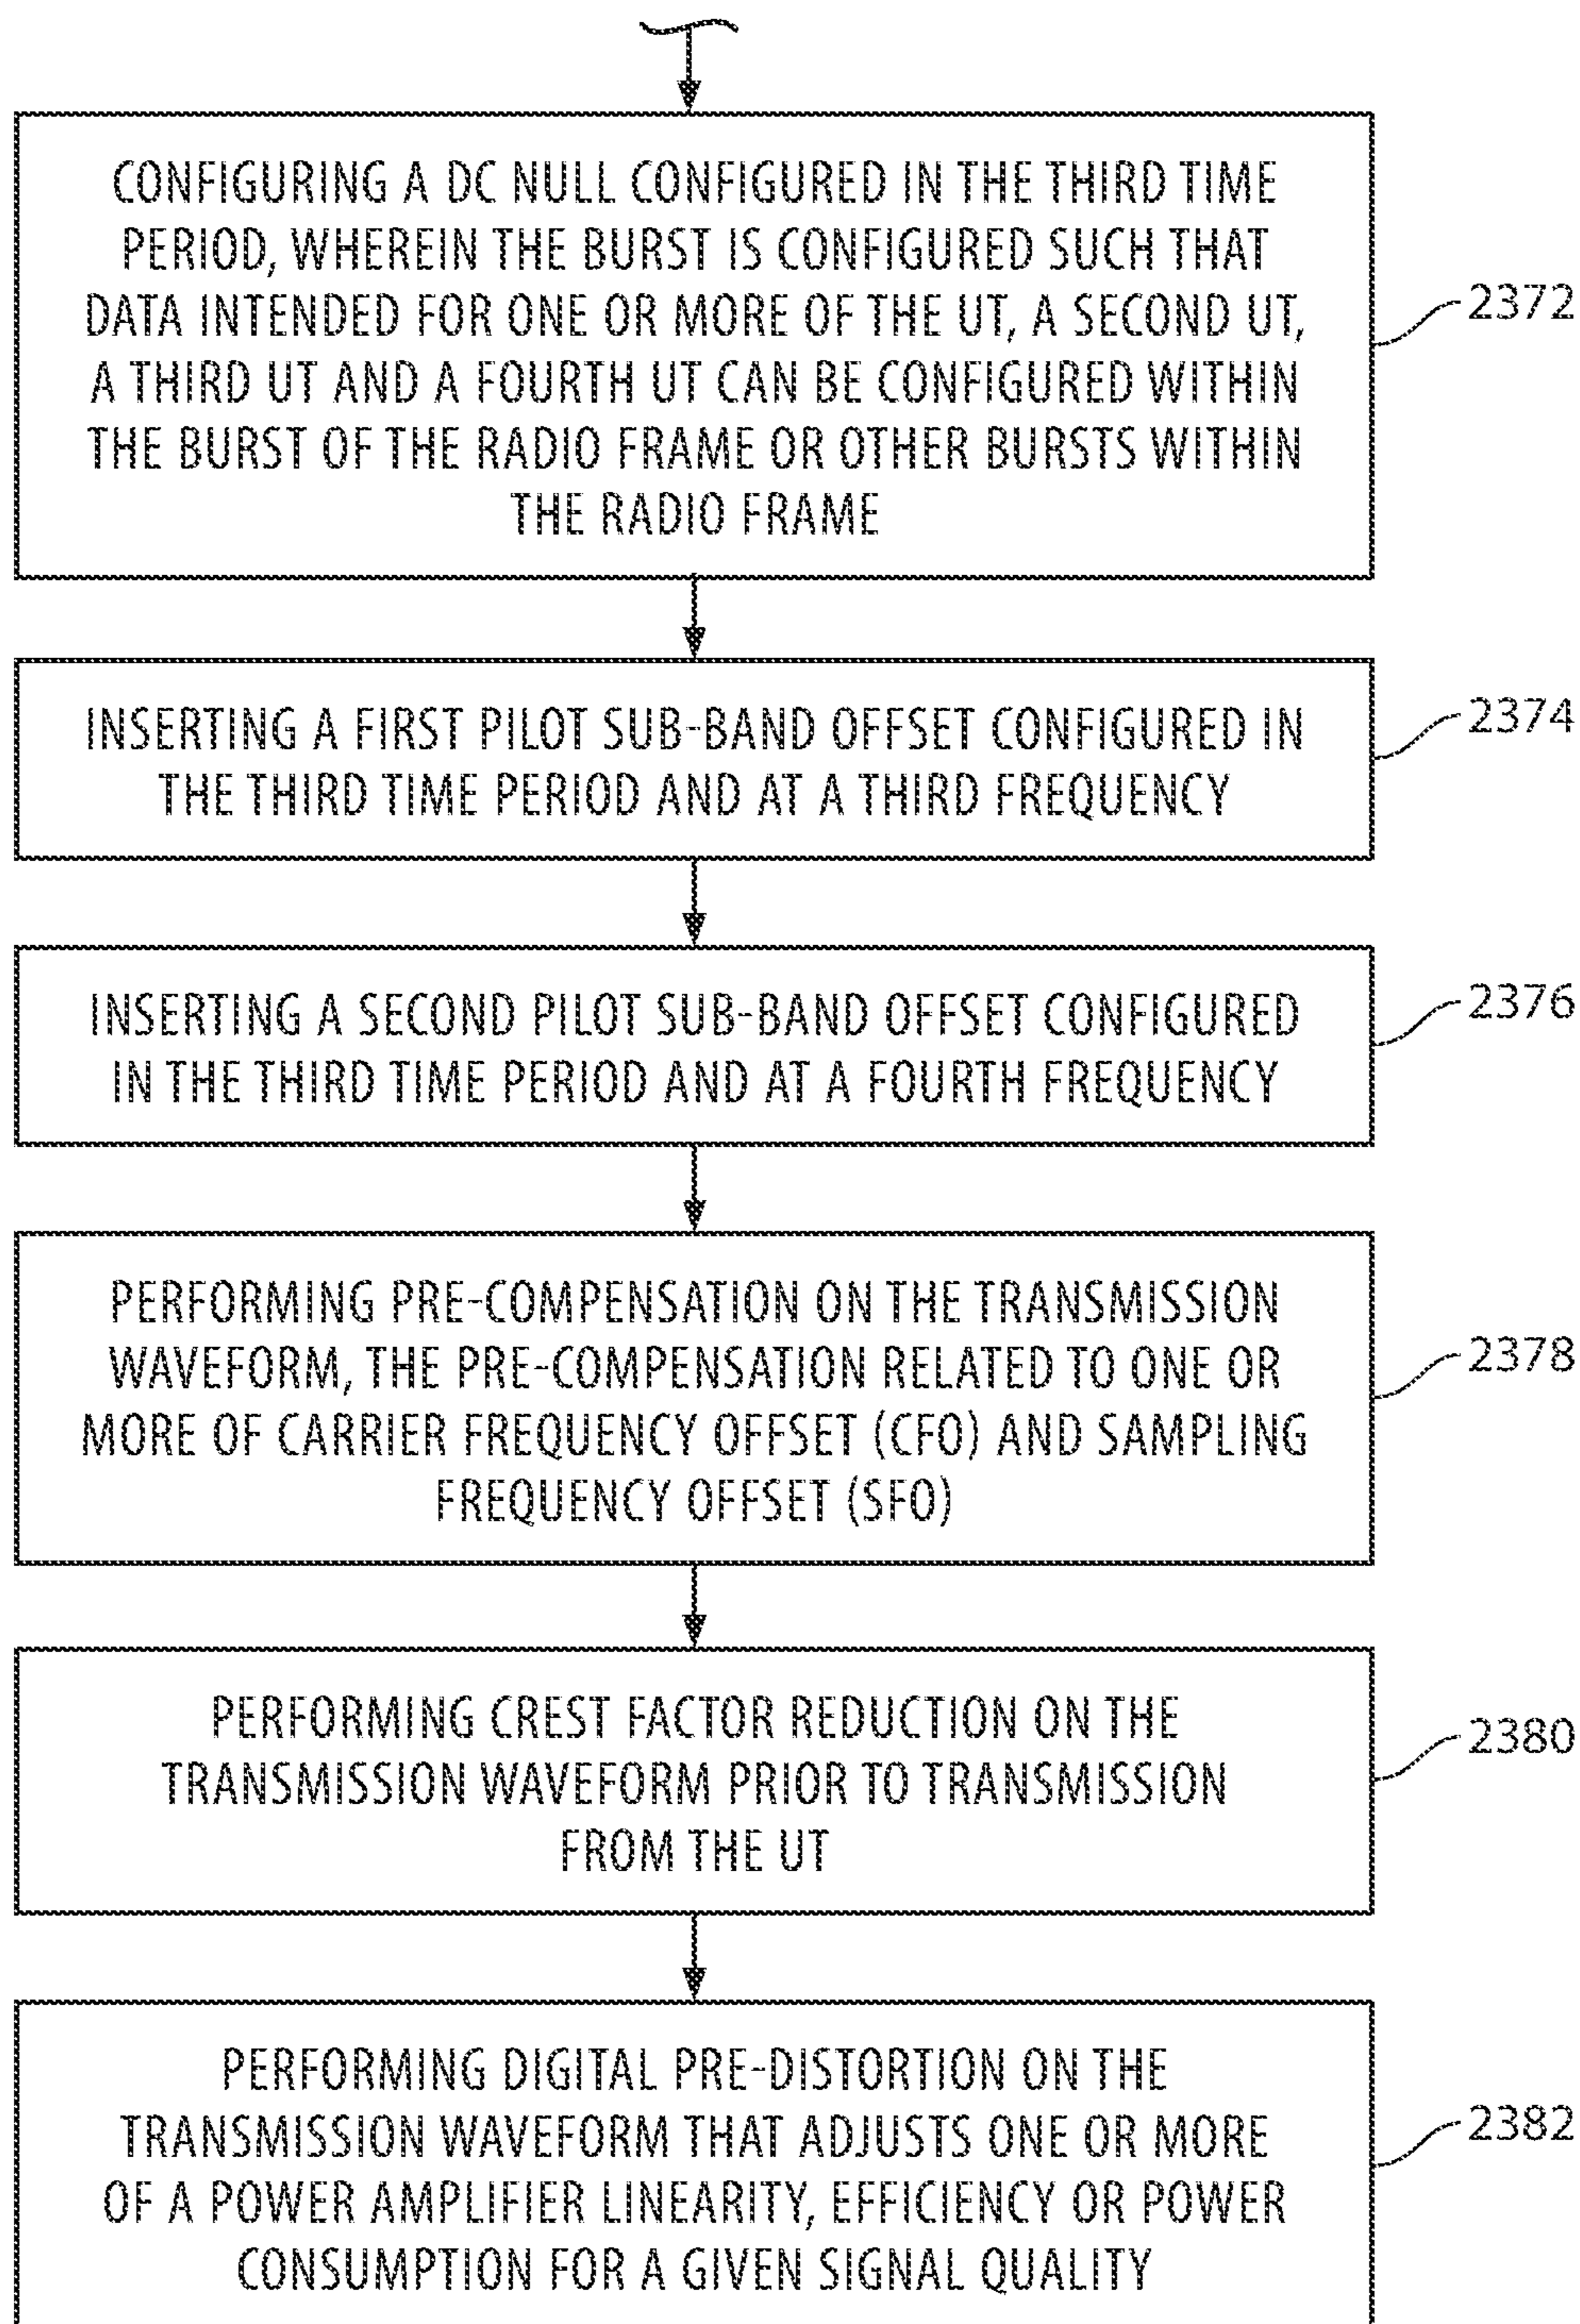 CONFIGURING A DC NULL CONFIGURED IN THE THIRD TIME
PERIOD, WHEREIN THE BURST IS CONFIGURED SUCH THAT
DATA INTENDED FOR ONE OR MORE OF THE UT, A SECOND UT,
A THIRD UT AND A FOURTH UT CAN BE CONFIGURED WITHIN
THE BURST OF THE RADIO FRAME OR OTHER BURSTS WITHIN
THE RADIO FRAME
2372
INSERTING A FIRST PILOT SUB-BAND OFFSET CONFIGURED IN
THE THIRD TIME PERIOD AND AT A THIRD FREQUENCY
2374
INSERTING A SECOND PILOT SUB-BAND OFFSET CONFIGURED
IN THE THIRD TIME PERIOD AND AT A FOURTH FREQUENCY
2376
PERFORMING PRE-COMPENSATION ON THE TRANSMISSION
WAVEFORM, THE PRE-COMPENSATION RELATED TO ONE OR
MORE OF CARRIER FREQUENCY OFFSET (CFO) AND SAMPLING
FREQUENCY OFFSET (SFO)
2378
PERFORMING CREST FACTOR REDUCTION ON THE
TRANSMISSION WAVEFORM PRIOR TO TRANSMISSION
FROM THE UT
2380
PERFORMING DIGITAL PRE-DISTORTION ON THE
TRANSMISSION WAVEFORM THAT ADJUSTS ONE OR MORE
OF A POWER AMPLIFIER LINEARITY, EFFICIENCY OR POWER
CONSUMPTION FOR A GIVEN SIGNAL QUALITY
2382